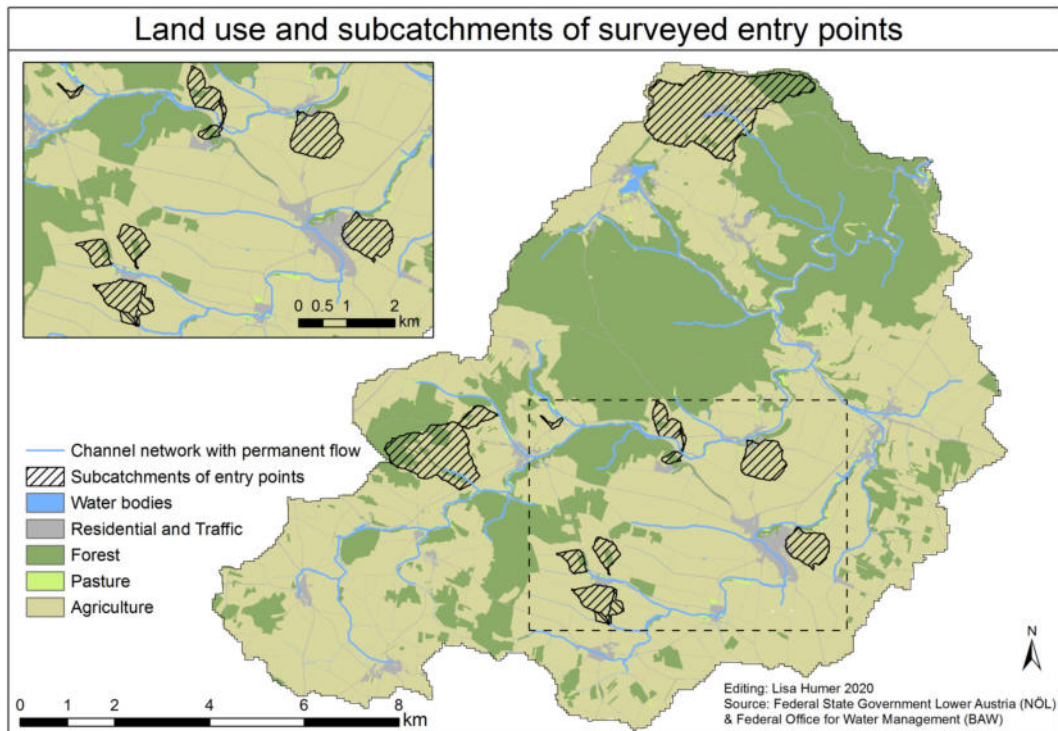 Land use and subcatchments of surveyed entry points
0 0.5 1 2
km
Channel network with permanent flow
Subcatchments of entry points
Water bodies
Residential and Traffic
Forest
Pasture
Agriculture
N
0 1 2 4 6 8
km
Editing: Lisa Humer 2020
Source: Federal State Government Lower Austria (NÖL)
& Federal Office for Water Management (BAW)